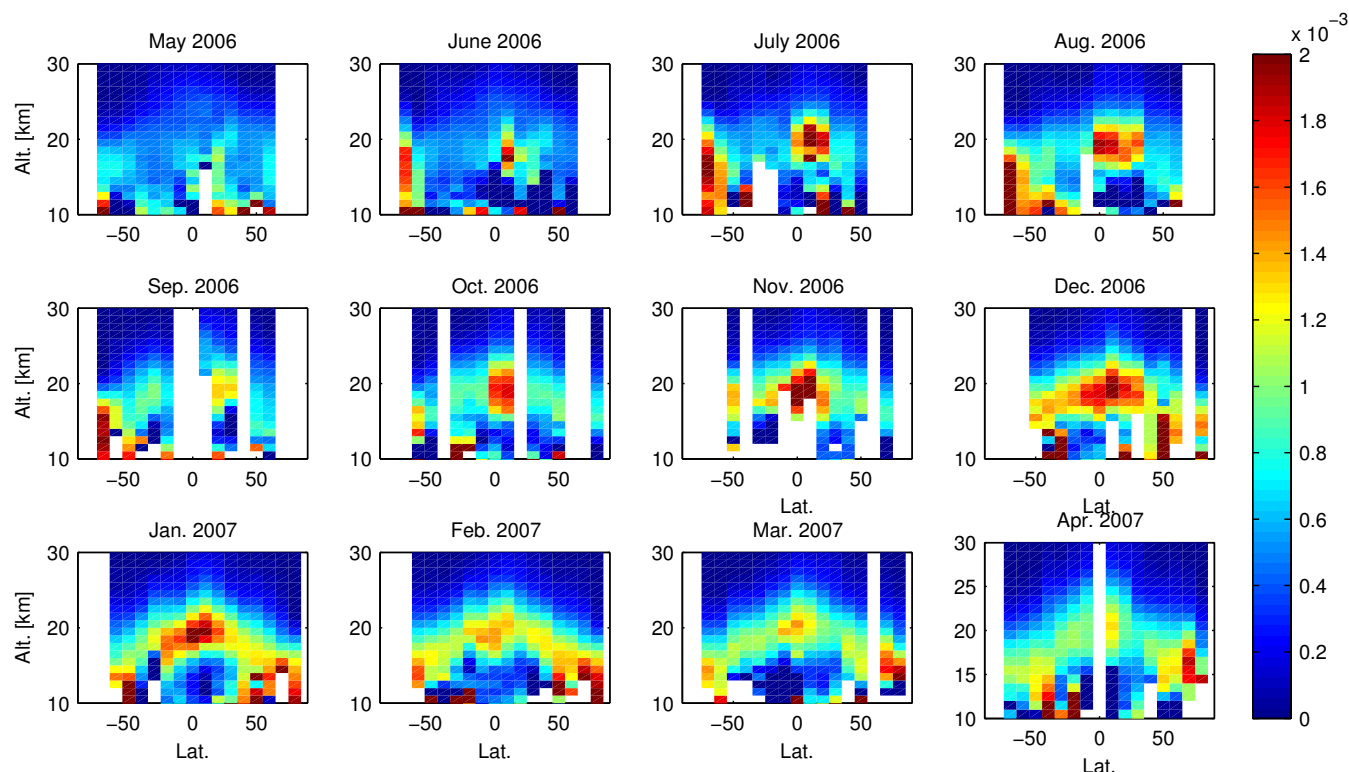 x 10⁻³
May 2006 June 2006 July 2006 Aug. 2006
Alt. [km] 30 20 10 30 20 10 30 20 10 30 20 10
−50 0 50 −50 0 50 −50 0 50 −50 0 50
Sep. 2006 Oct. 2006 Nov. 2006 Dec. 2006
Alt. [km] 30 20 10 30 20 10 30 20 10 30 20 10
−50 0 50 −50 0 50 −50 0 50 −50 0 50
Lat. Lat.
Jan. 2007 Feb. 2007 Mar. 2007 Apr. 2007
Alt. [km] 30 20 10 30 20 10 30 20 10 30 25 20 15 10
−50 0 50 −50 0 50 −50 0 50 −50 0 50
Lat. Lat. Lat. Lat.
2
1.8
1.6
1.4
1.2
1
0.8
0.6
0.4
0.2
0